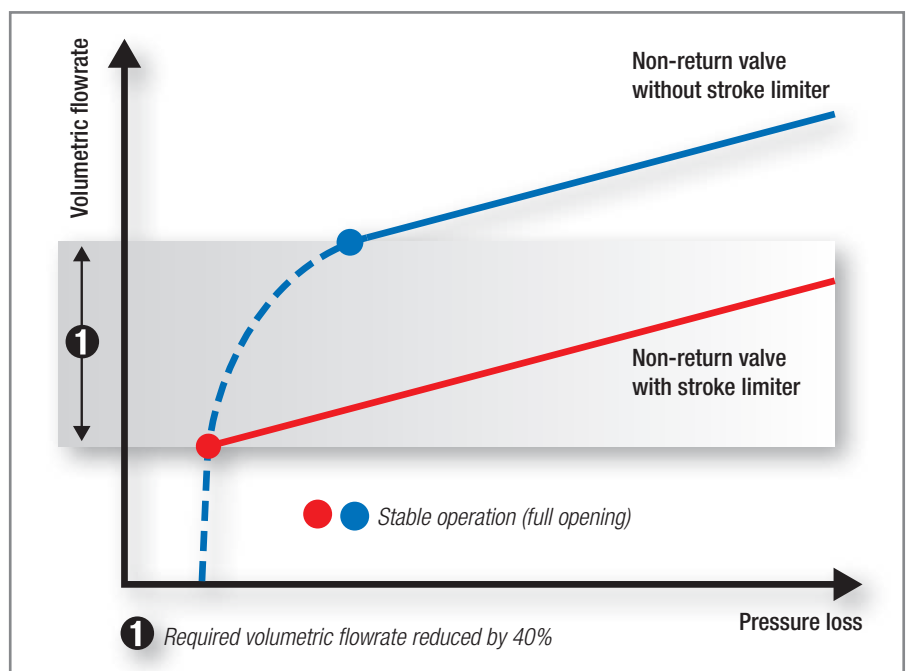 Volumetric flowrate
Non-return valve
without stroke limiter
1
Non-return valve
with stroke limiter
Stable operation (full opening)
Pressure loss
1 Required volumetric flowrate reduced by 40%